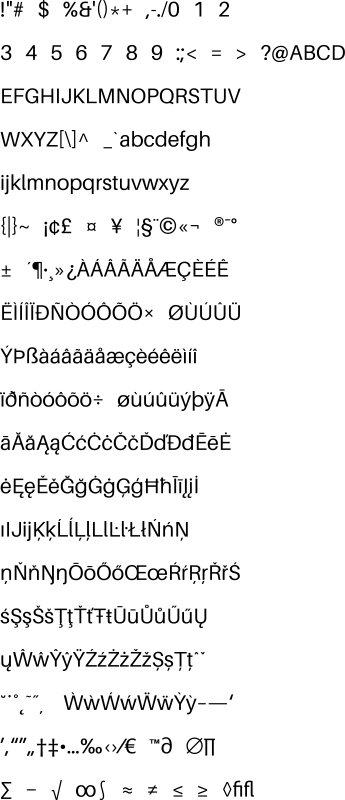 !"# $ %&'()*+ ,-./0 1 2
3 4 5 6 7 8 9 :;< = > ?@ABCD
EFGHIJKLMNOPQRSTUV
WXYZ[\]^ _`abcdefgh
ijklmnopqrstuvwxyz
{|}~ ¡¢£ ¤ ¥ ¦§¨©«¬ ®¯°
± ´¶·¸»¿ÀÁÂÃÄÅÆÇÈÉÊ
ËÌÍÎÏÐÑÒÓÔÕÖ× ØÙÚÛÜ
ÝÞßàáâãäåæçèéêëìíî
ïðñòóôõö÷ øùúûüýþÿĀ
āĂăĄąĆćĊċČčĎďĐđĒēĖ
ėĘęĚěĞğĠġĢģĦħĪīĮįİ
ıIJijĶķĹĺĻļĽľĿŀŁłŃńŅ
ņŇňŊŋŌōŐőŒœŔŕŖŗŘřŚ
śŞşŠšŢţŤťŦŧŪūŮůŰűŲ
ųŴŵŶŷŸŹźŻżŽžȘșȚțˆˇ
˘˙˚˛˜˝ˏ ẀẁẂẃẄẅỲỳ–—‘
’‚“”„†‡•…‰‹›⁄€ ™∂ ∅∏
∑ − √ ∞∫ ≈ ≠ ≤ ≥ ◊fifl